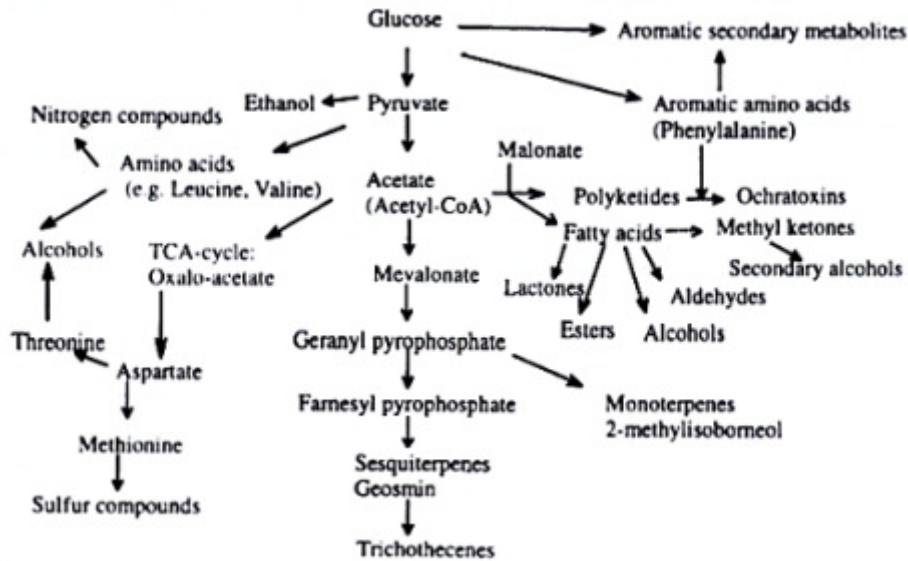 Glucose
Aromatic secondary metabolites
Ethanol
Pyruvate
Aromatic amino acids
(Phenylalanine)
Nitrogen compounds
Malonate
Amino acids
(e.g. Leucine, Valine)
Acetate
(Acetyl-CoA)
Polyketides
Ochratoxins
Fatty acids
Methyl ketones
Alcohols
TCA-cycle:
Oxalo-acetate
Secondary alcohols
Mevalonate
Lactones
Aldehydes
Esters
Alcohols
Threonine
Geranyl pyrophosphate
Aspartate
Farnesyl pyrophosphate
Monoterpenes
2-methylisoborneol
Methionine
Sesquiterpenes
Geosmin
Sulfur compounds
Trichothecenes